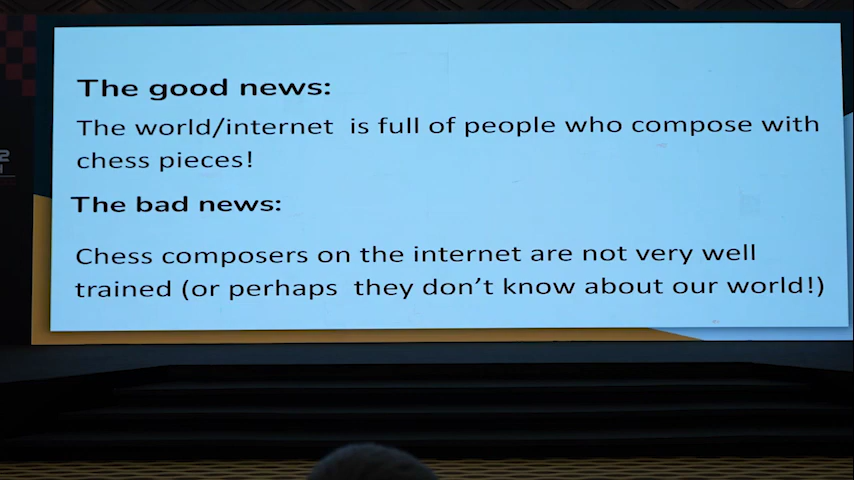 The good news:
The world/internet is full of people who compose with
chess pieces!
The bad news:
Chess composers on the internet are not very well
trained (or perhaps they don't know about our world!)